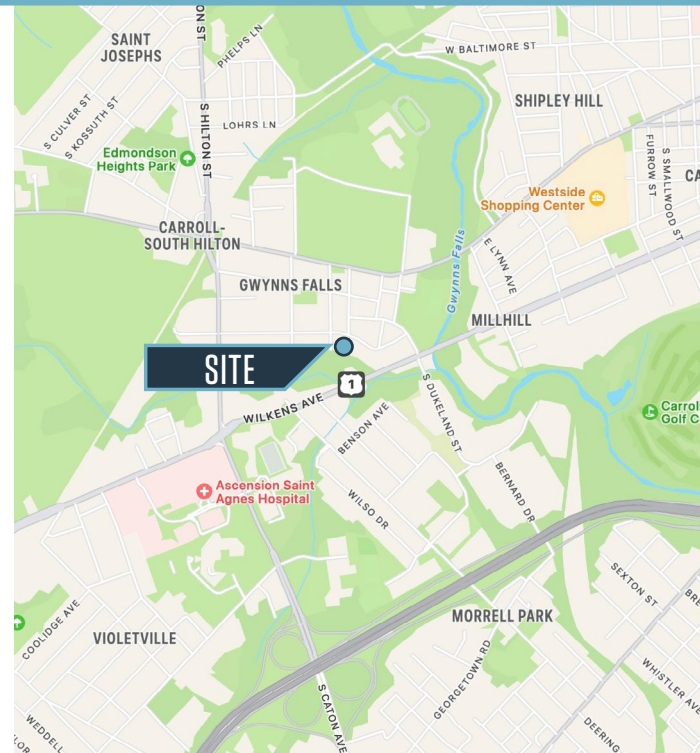 ON ST
PHELPS LN
W BALTIMORE ST
SAINT
JOSEPHS
S CULVER ST
S KOSSUTH ST
S HILTON ST
LOHRS LN
SHIPLEY HILL
FURROW ST
S SMALLWOOD ST
CA
Edmondson
Heights Park
Westside
Shopping Center
CARROLL-
SOUTH HILTON
E LYNN AVE
Gwynns Falls
GWYNNS FALLS
MILLHILL
SITE
1
WILKENS AVE
S DUKELAND ST
BENSON AVE
Carrol
Golf C
Ascension Saint
Agnes Hospital
WILSO DR
BERNARD DR
SEXTON ST
BRE
COOLIDGE AVE
VIOLETVILLE
MORRELL PARK
GEORGETOWN RD
WHISTLER AVE
S CATON AVE
WEDDELL
LOR
DEERING